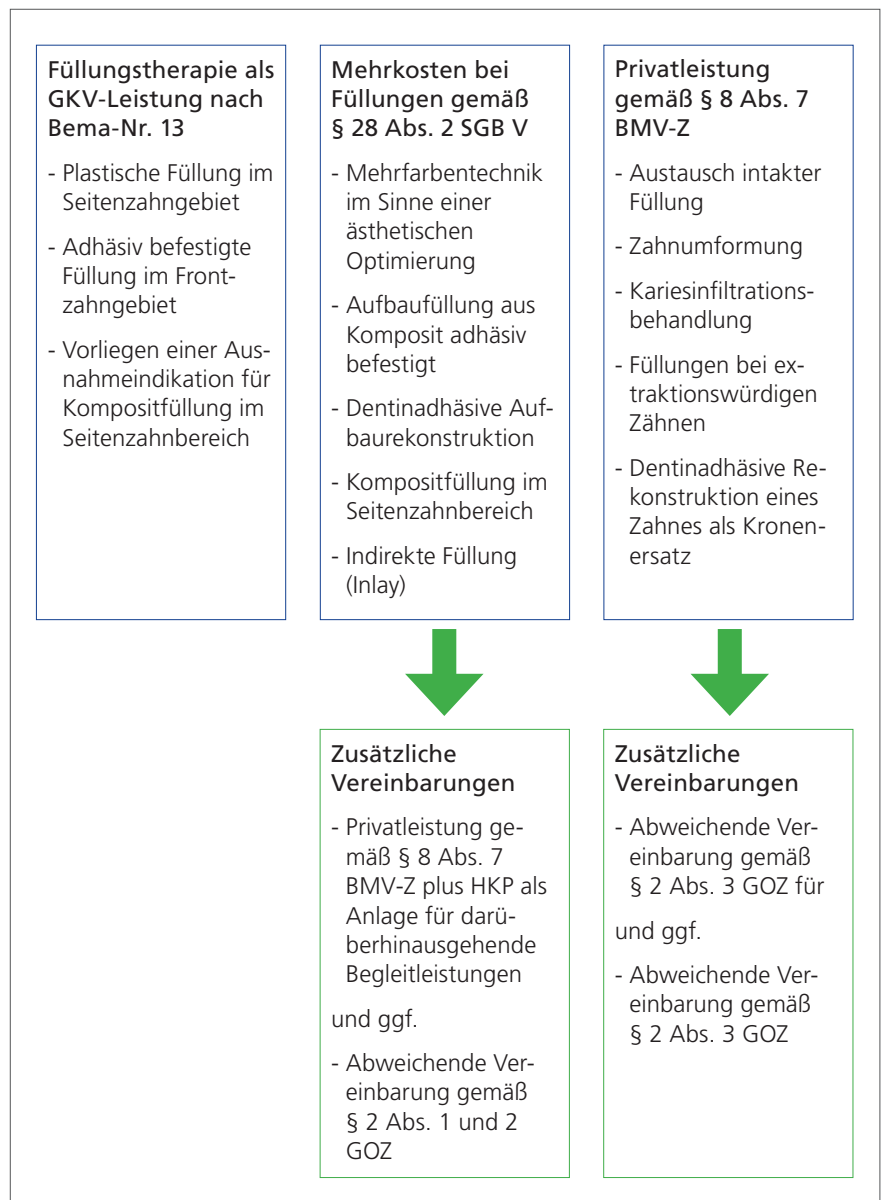 Füllungstherapie als
GKV-Leistung nach
Bema-Nr. 13
- Plastische Füllung im
Seitenzahngebiet
- Adhäsiv befestigte
Füllung im Front-
zahngebiet
- Vorliegen einer Aus-
nahmeindikation für
Kompositfüllung im
Seitenzahnbereich
Mehrkosten bei
Füllungen gemäß
§ 28 Abs. 2 SGB V
- Mehrfarbentechnik
im Sinne einer
ästhetischen
Optimierung
- Aufbaufüllung aus
Komposit adhäsiv
befestigt
- Dentinadhäsive Auf-
baurekonstruktion
- Kompositfüllung im
Seitenzahnbereich
- Indirekte Füllung
(Inlay)
Privatleistung
gemäß § 8 Abs. 7
BMV-Z
- Austausch intakter
Füllung
- Zahnumformung
- Kariesinfiltrations-
behandlung
- Füllungen bei ex-
traktionswürdigen
Zähnen
- Dentinadhäsive Re-
konstruktion eines
Zahnes als Kronen-
ersatz
Zusätzliche
Vereinbarungen
- Privatleistung ge-
mäß § 8 Abs. 7
BMV-Z plus HKP als
Anlage für darü-
berhinausgehende
Begleitleistungen
und ggf.
- Abweichende Ver-
einbarung gemäß
§ 2 Abs. 1 und 2
GOZ
Zusätzliche
Vereinbarungen
- Abweichende Ver-
einbarung gemäß
§ 2 Abs. 3 GOZ für
und ggf.
- Abweichende Ver-
einbarung gemäß
§ 2 Abs. 3 GOZ